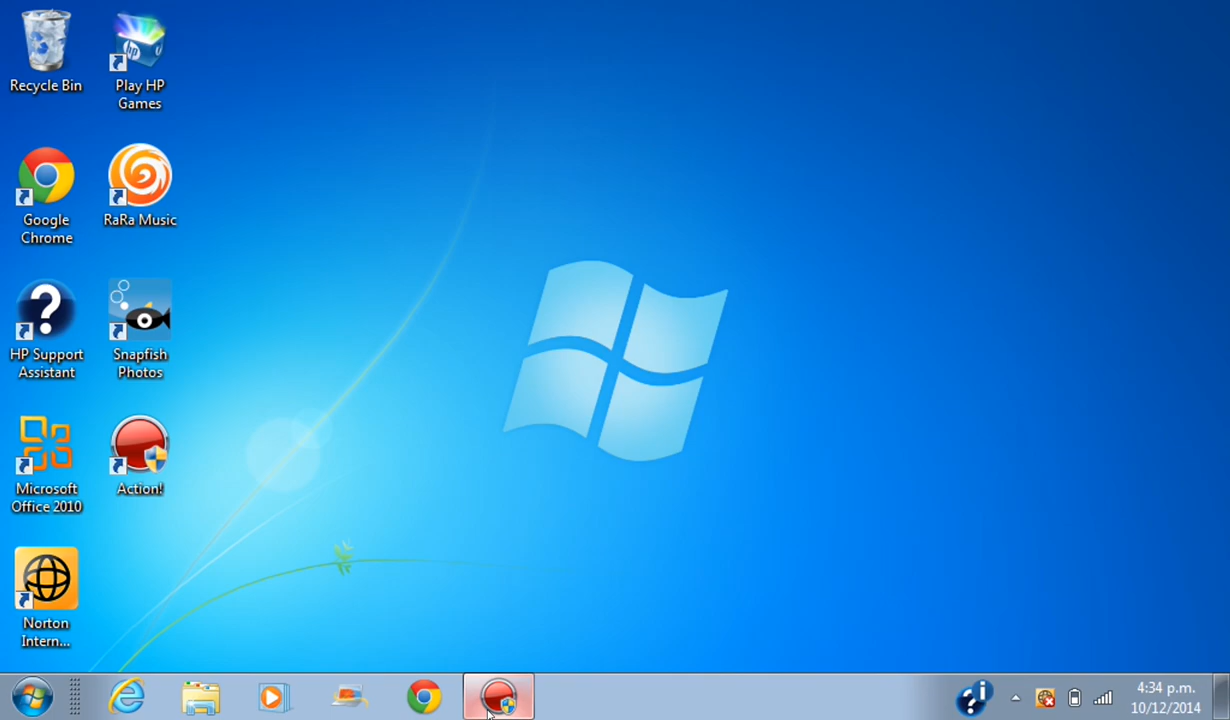 Recycle Bin
Play HP
Games
Google
Chrome
RaRa Music
HP Support
Assistant
Snapfish
Photos
Microsoft
Office 2010
Action!
Norton
Intern...
4:34 p.m.
10/12/2014